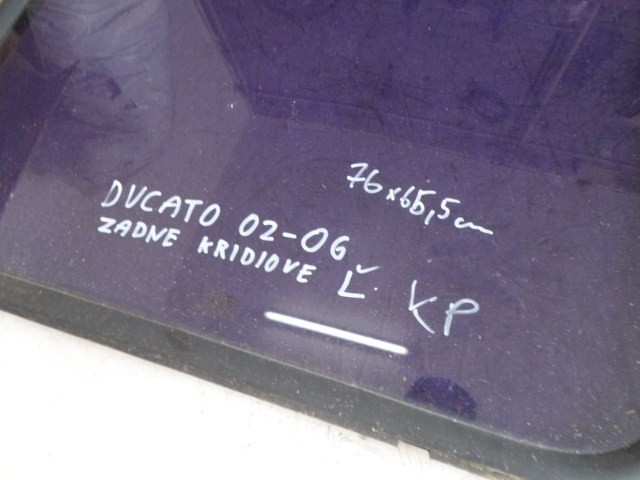 76x65,5cm
DUCATO 02-06
ZADNE KRIDIOVE Ľ. KP